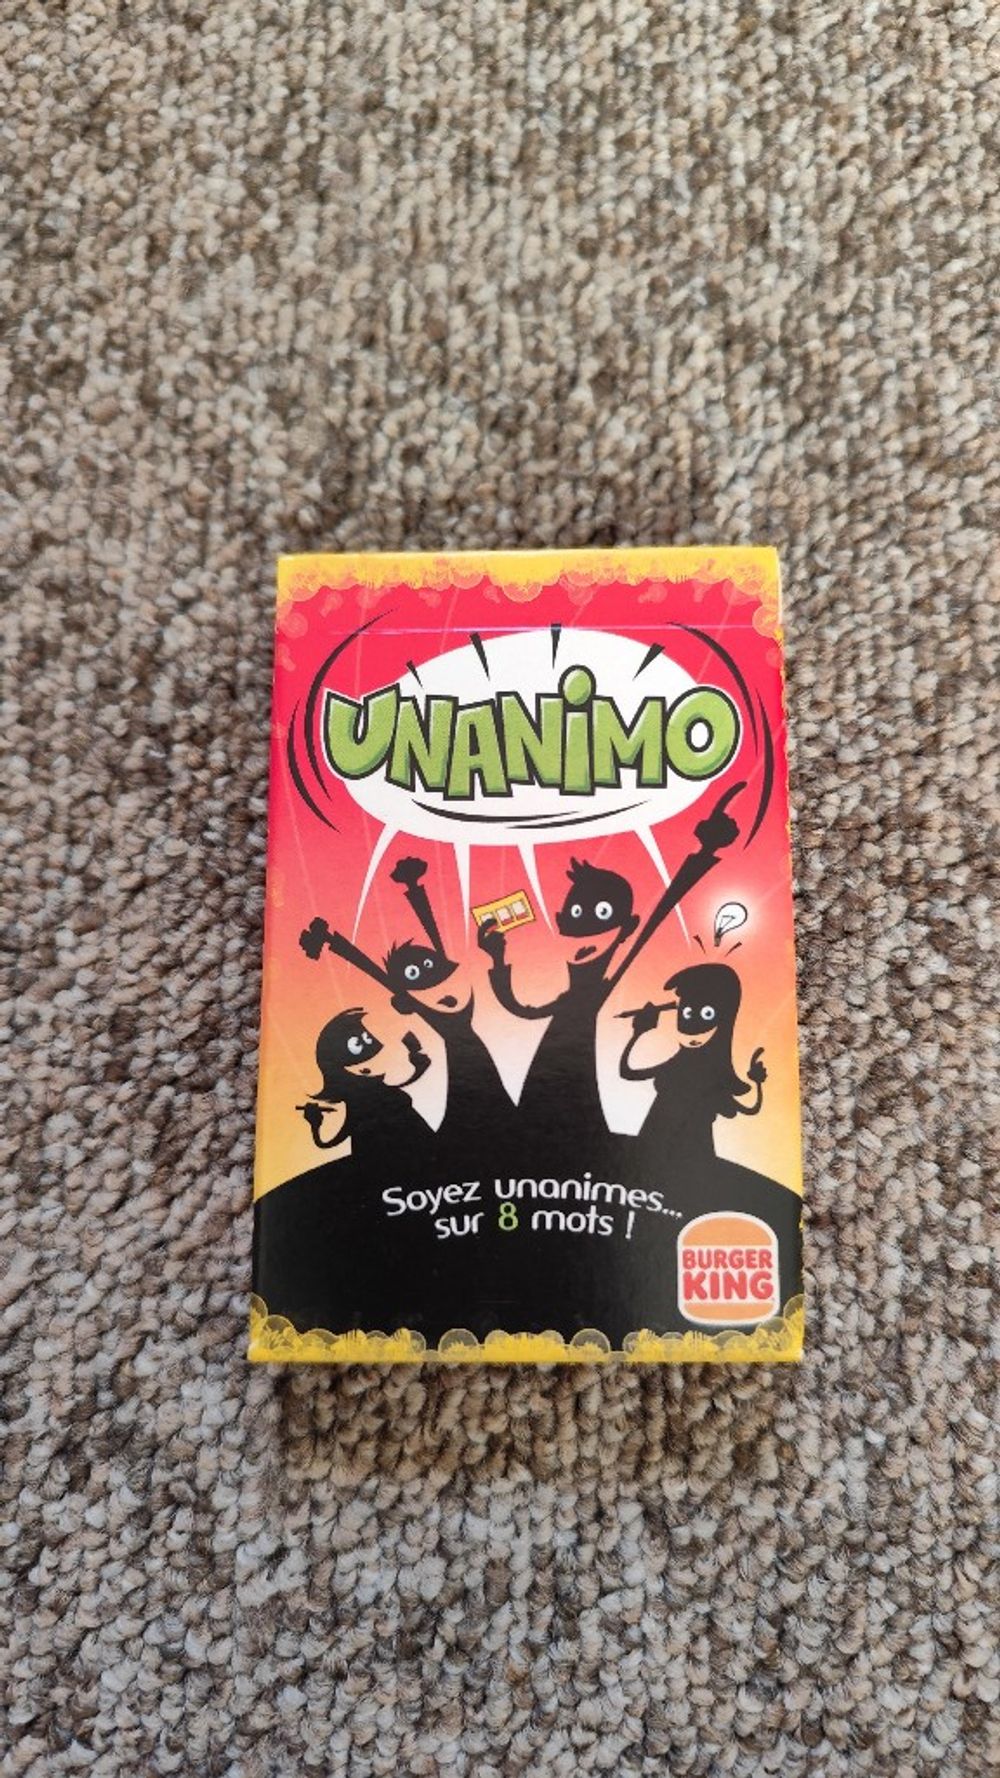 UNANiMO
Soyez unanimes...
sur 8 mots !
BURGER
KING